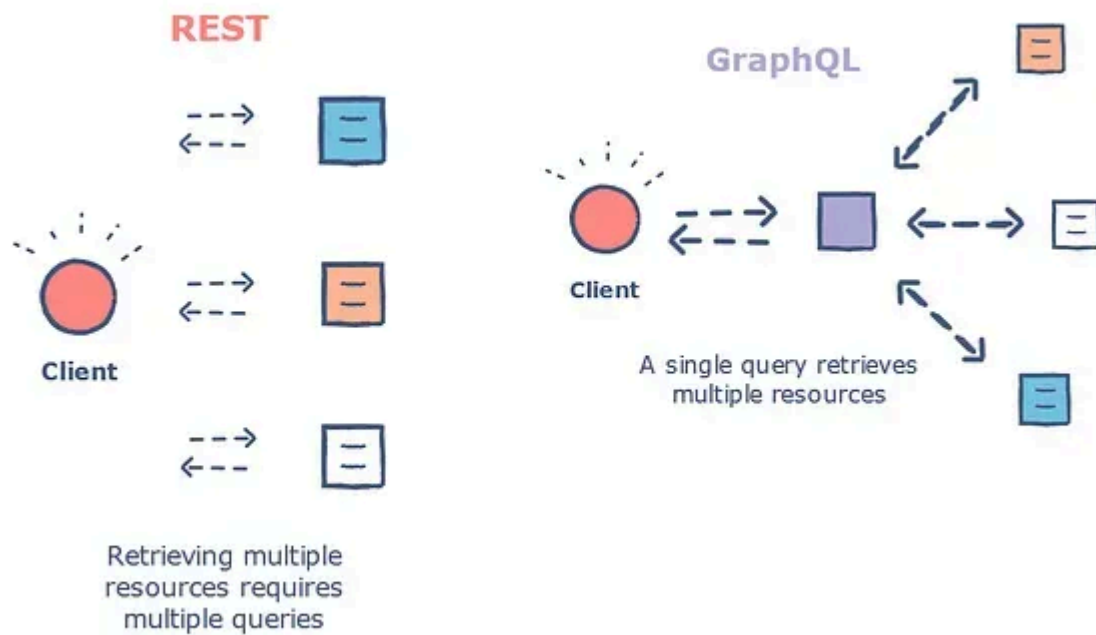 REST
Client
Retrieving multiple
resources requires
multiple queries
GraphQL
Client
A single query retrieves
multiple resources